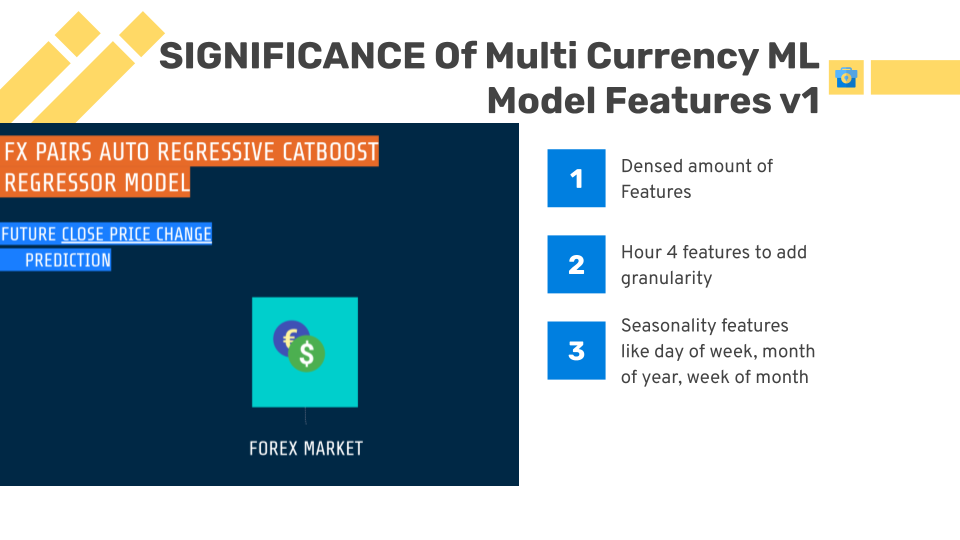 SIGNIFICANCE Of Multi Currency ML
Model Features v1
FX PAIRS AUTO REGRESSIVE CATBOOST
REGRESSOR MODEL
FUTURE CLOSE PRICE CHANGE
PREDICTION
€
$
FOREX MARKET
1
Densed amount of
Features
2
Hour 4 features to add
granularity
3
Seasonality features
like day of week, month
of year, week of month